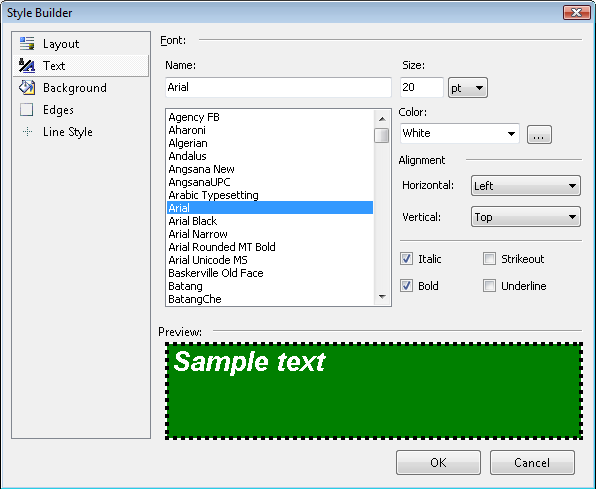 Style Builder
Layout
Text
Background
Edges
Line Style
Font:
Name:
Size:
Arial
20
pt
Agency FB
Aharoni
Algerian
Andalus
Angsana New
AngsanaUPC
Arabic Typesetting
Arial
Arial Black
Arial Narrow
Arial Rounded MT Bold
Arial Unicode MS
Baskerville Old Face
Batang
BatangChe
Color:
White
...
Alignment
Horizontal:
Left
Vertical:
Top
Italic
Strikeout
Bold
Underline
Preview:
Sample text
OK
Cancel